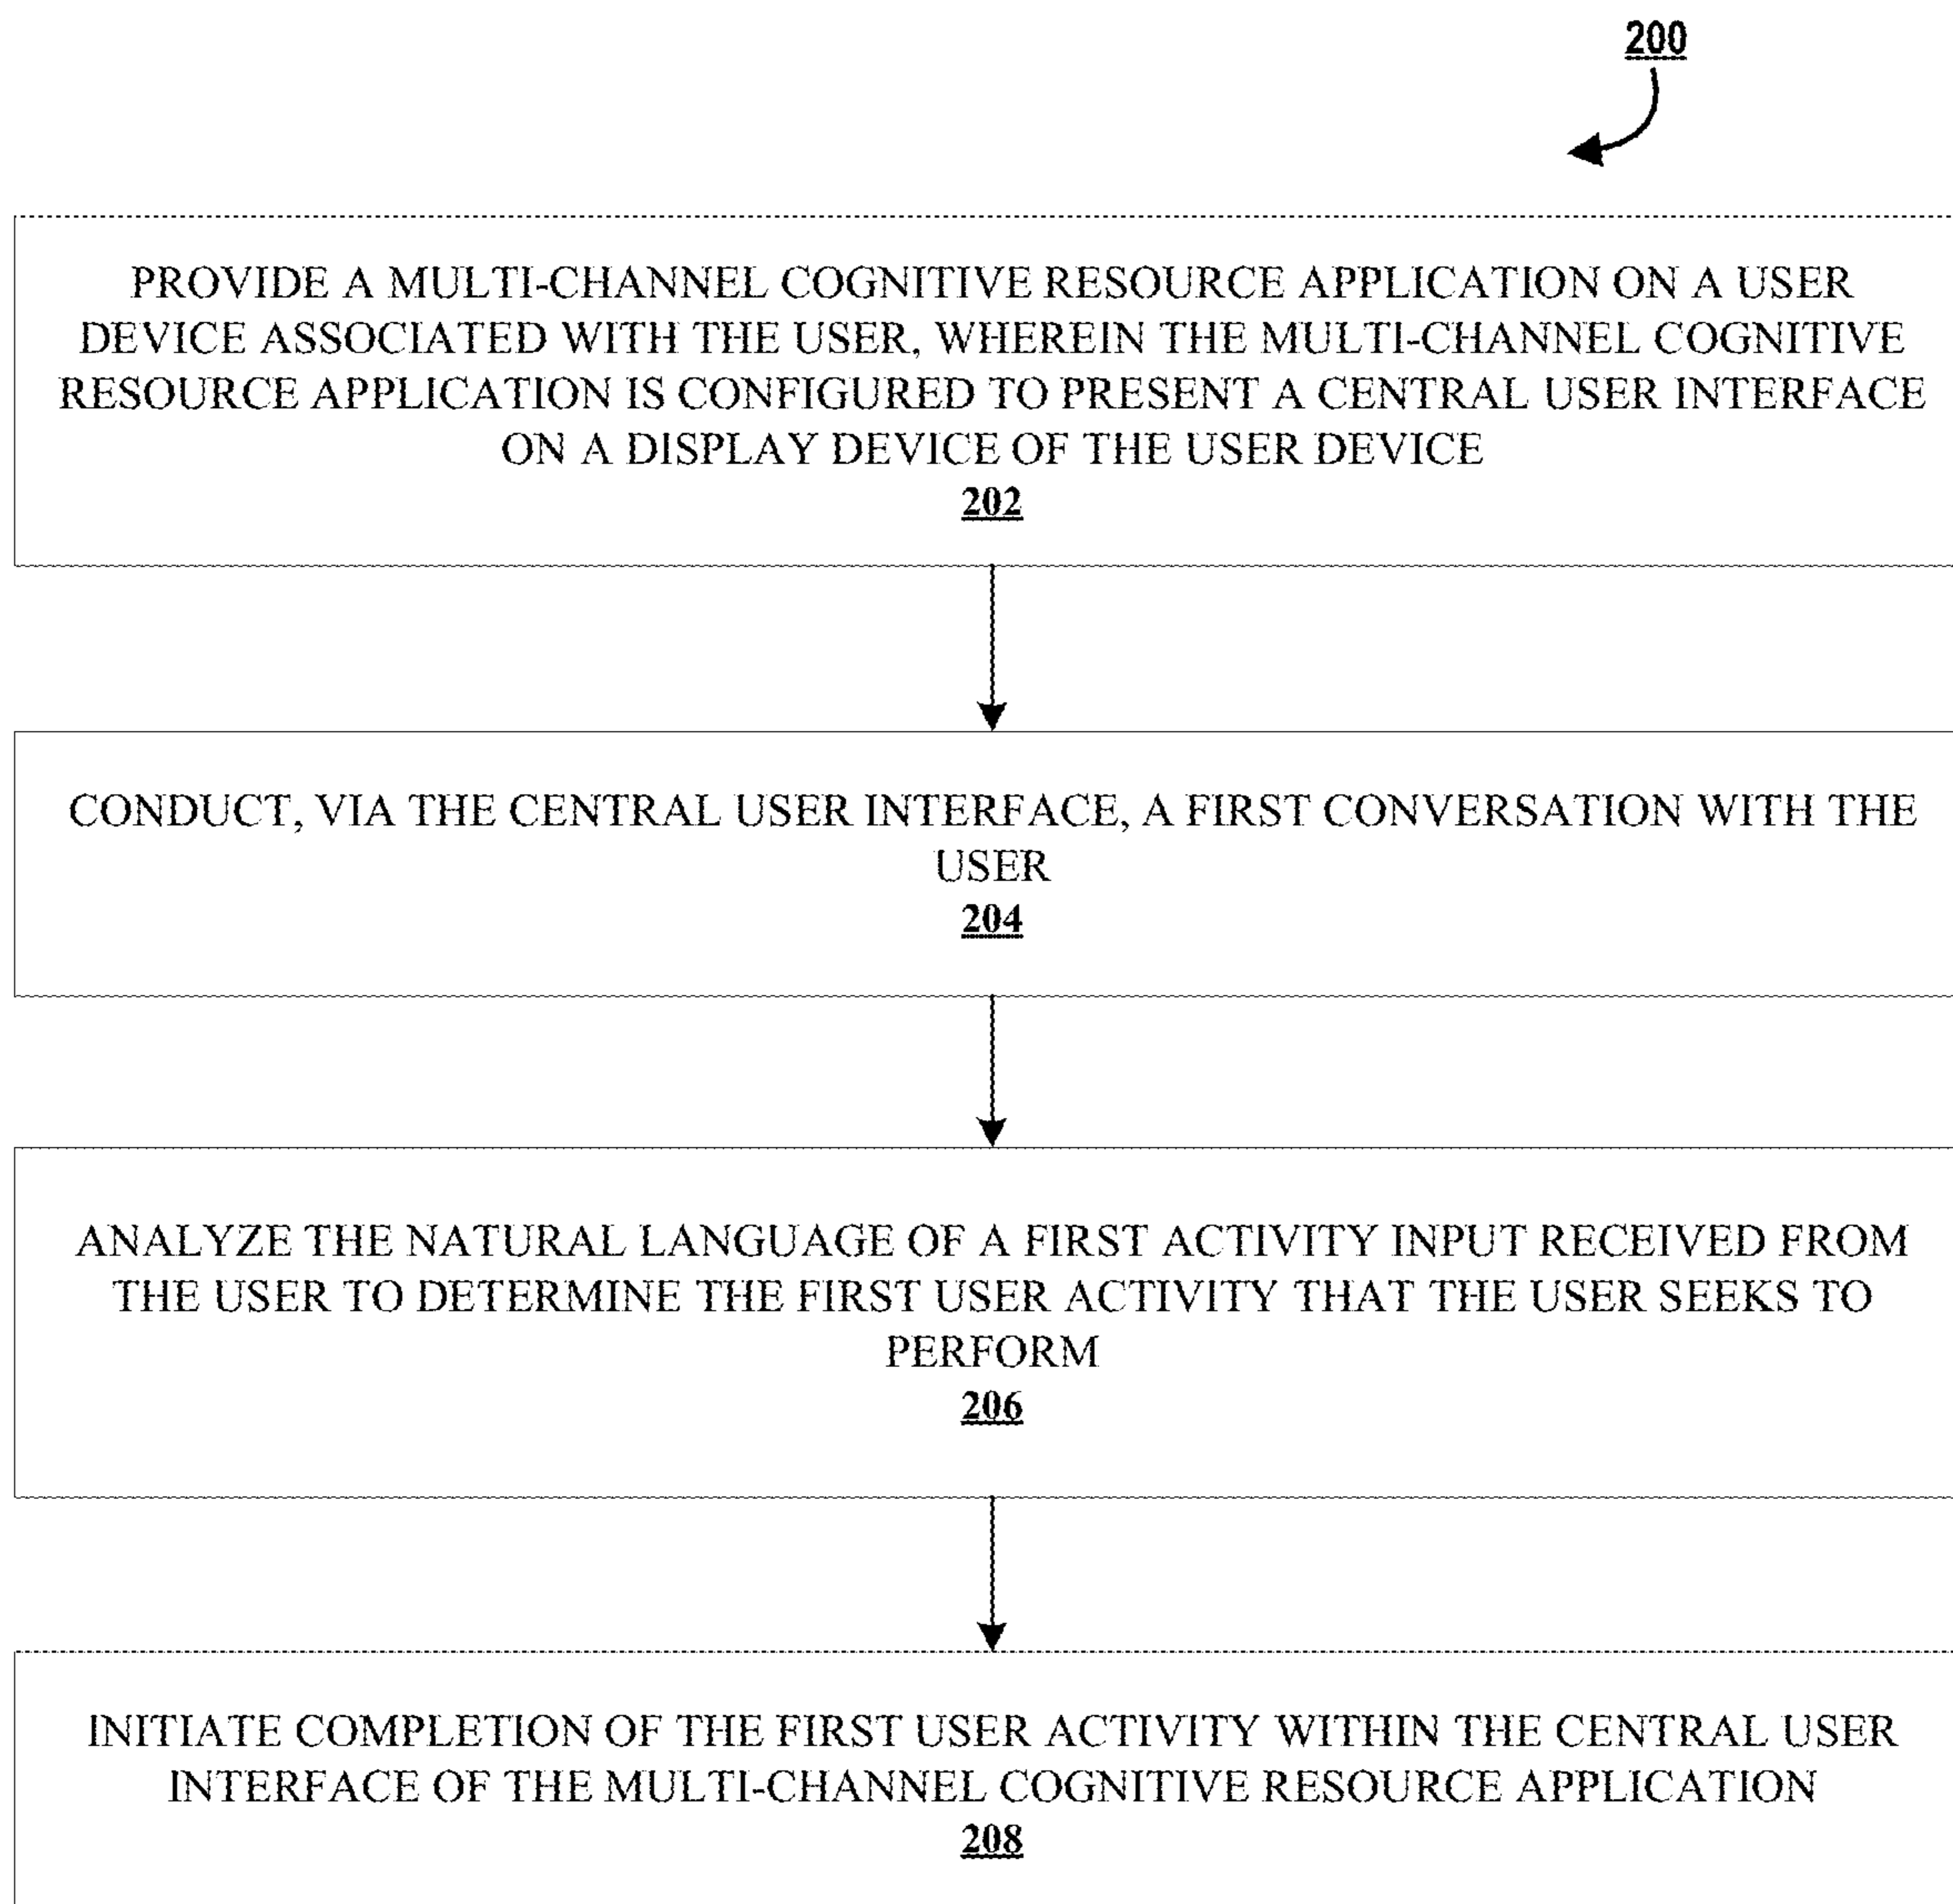 200
PROVIDE A MULTI-CHANNEL COGNITIVE RESOURCE APPLICATION ON A USER
DEVICE ASSOCIATED WITH THE USER, WHEREIN THE MULTI-CHANNEL COGNITIVE
RESOURCE APPLICATION IS CONFIGURED TO PRESENT A CENTRAL USER INTERFACE
ON A DISPLAY DEVICE OF THE USER DEVICE
202
CONDUCT, VIA THE CENTRAL USER INTERFACE, A FIRST CONVERSATION WITH THE
USER
204
ANALYZE THE NATURAL LANGUAGE OF A FIRST ACTIVITY INPUT RECEIVED FROM
THE USER TO DETERMINE THE FIRST USER ACTIVITY THAT THE USER SEEKS TO
PERFORM
206
INITIATE COMPLETION OF THE FIRST USER ACTIVITY WITHIN THE CENTRAL USER
INTERFACE OF THE MULTI-CHANNEL COGNITIVE RESOURCE APPLICATION
208